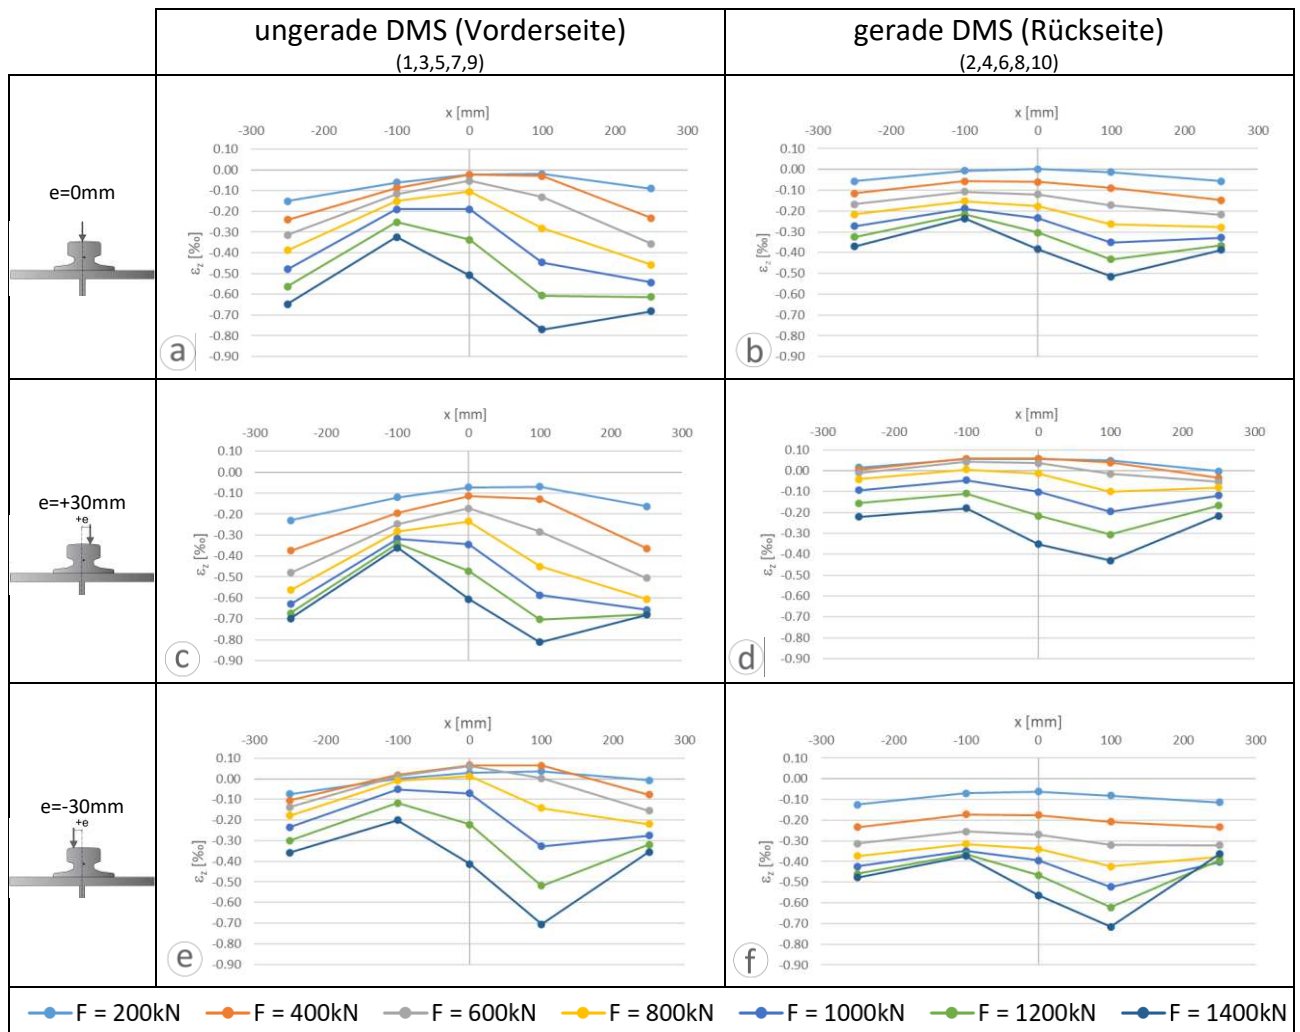 ungerade DMS (Vorderseite)
(1,3,5,7,9)
gerade DMS (Rückseite)
(2,4,6,8,10)
e=0mm
x [mm]
-300 -200 -100 0 100 200 300
0.10
0.00
-0.10
-0.20
-0.30
-0.40
-0.50
-0.60
-0.70
-0.80
-0.90
εz [‰]
a
x [mm]
-300 -200 -100 0 100 200 300
0.10
0.00
-0.10
-0.20
-0.30
-0.40
-0.50
-0.60
-0.70
-0.80
-0.90
εz [‰]
b
e=+30mm
+e
x [mm]
-300 -200 -100 0 100 200 300
0.10
0.00
-0.10
-0.20
-0.30
-0.40
-0.50
-0.60
-0.70
-0.80
-0.90
εz [‰]
c
x [mm]
-300 -200 -100 0 100 200 300
0.10
0.00
-0.10
-0.20
-0.30
-0.40
-0.50
-0.60
-0.70
-0.80
-0.90
εz [‰]
d
e=-30mm
+e
x [mm]
-300 -200 -100 0 100 200 300
0.10
0.00
-0.10
-0.20
-0.30
-0.40
-0.50
-0.60
-0.70
-0.80
-0.90
εz [‰]
e
x [mm]
-300 -200 -100 0 100 200 300
0.10
0.00
-0.10
-0.20
-0.30
-0.40
-0.50
-0.60
-0.70
-0.80
-0.90
εz [‰]
f
F = 200kN F = 400kN F = 600kN F = 800kN F = 1000kN F = 1200kN F = 1400kN